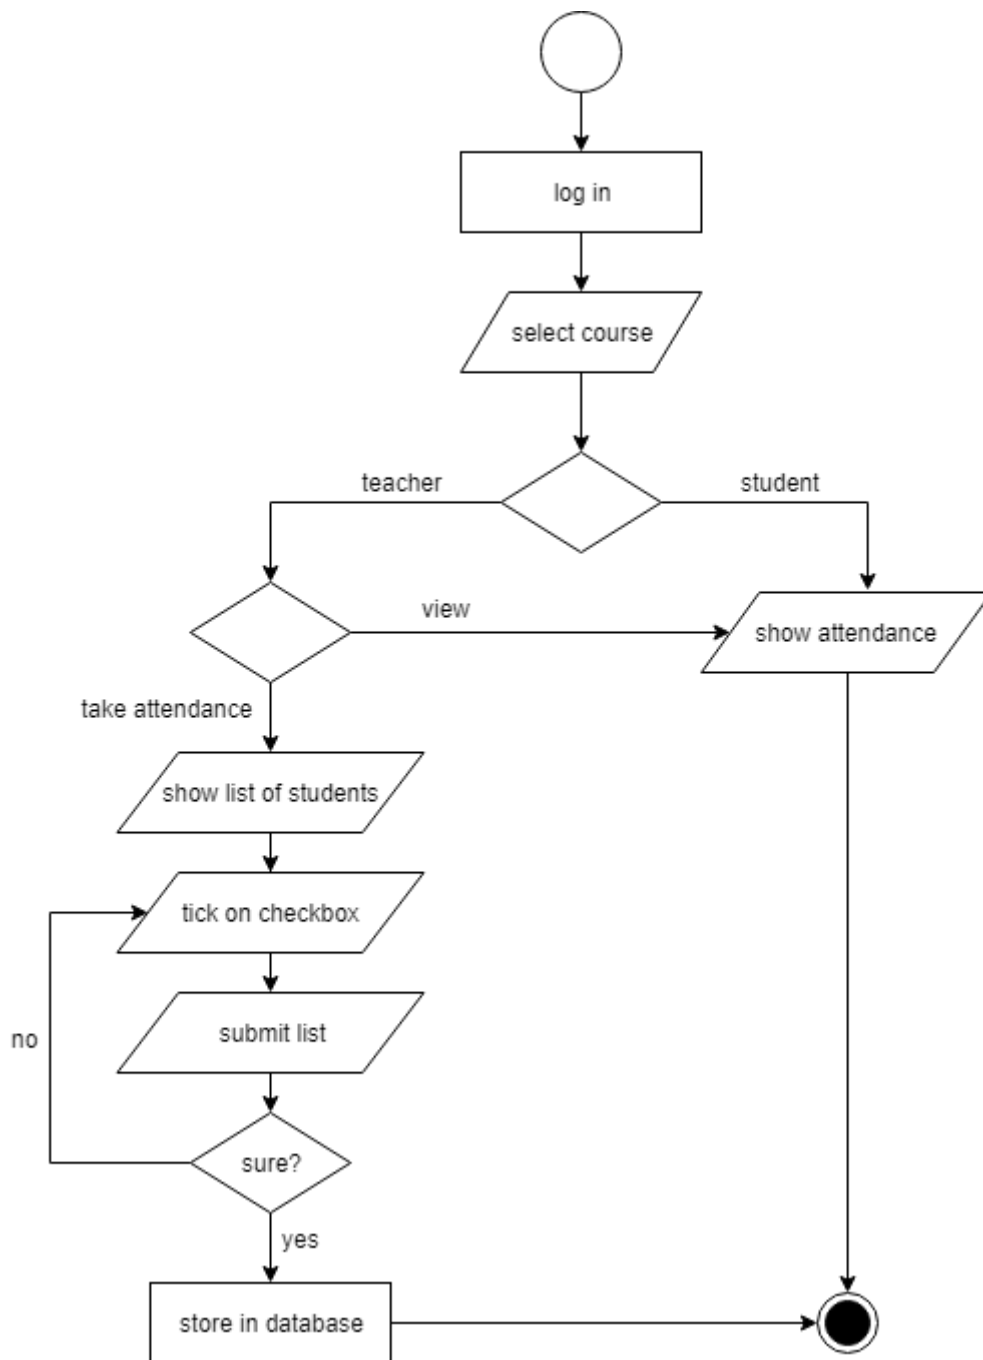 log in
select course
teacher
student
view
show attendance
take attendance
show list of students
tick on checkbox
submit list
no
sure?
yes
store in database